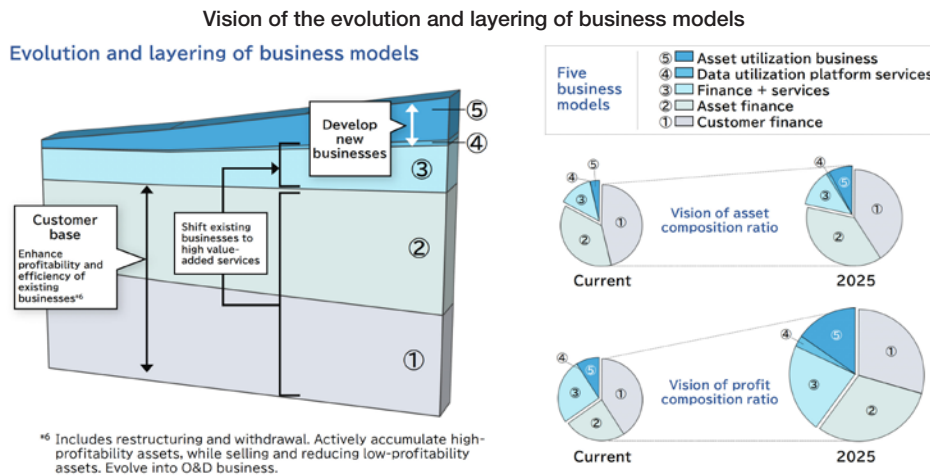 Vision of the evolution and layering of business models
Evolution and layering of business models
Develop
new
businesses
⑤
④
③
②
①
Customer
base
Enhance
profitability and
efficiency of
existing
businesses*6
Shift existing
businesses to
high value-
added services
*6 Includes restructuring and withdrawal. Actively accumulate high-
profitability assets, while selling and reducing low-profitability
assets. Evolve into O&D business.
Five
business
models
⑤ Asset utilization business
④ Data utilization platform services
③ Finance + services
② Asset finance
① Customer finance
⑤
④
③
①
②
Current
Vision of asset
composition ratio
④
⑤
③
①
②
2025
④
⑤
③
①
②
Current
Vision of profit
composition ratio
④
⑤
①
③
②
2025